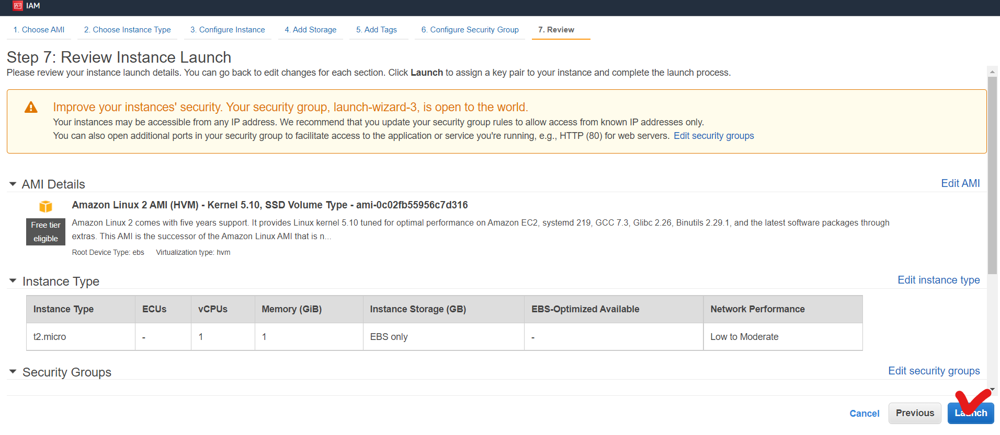 IAM
1. Choose AMI 2. Choose Instance Type 3. Configure Instance 4. Add Storage 5. Add Tags 6. Configure Security Group 7. Review
Step 7: Review Instance Launch
Please review your instance launch details. You can go back to edit changes for each section. Click Launch to assign a key pair to your instance and complete the launch process.
Improve your instances' security. Your security group, launch-wizard-3, is open to the world.
Your instances may be accessible from any IP address. We recommend that you update your security group rules to allow access from known IP addresses only.
You can also open additional ports in your security group to facilitate access to the application or service you're running, e.g., HTTP (80) for web servers. Edit security groups
AMI Details Edit AMI
Amazon Linux 2 AMI (HVM) - Kernel 5.10, SSD Volume Type - ami-0c02fb55956c7d316
Free tier
eligible
Amazon Linux 2 comes with five years support. It provides Linux kernel 5.10 tuned for optimal performance on Amazon EC2, systemd 219, GCC 7.3, Glibc 2.26, Binutils 2.29.1, and the latest software packages through
extras. This AMI is the successor of the Amazon Linux AMI that is n...
Root Device Type: ebs Virtualization type: hvm
Instance Type Edit instance type
Instance Type ECUs vCPUs Memory (GiB) Instance Storage (GB) EBS-Optimized Available Network Performance
t2.micro - 1 1 EBS only - Low to Moderate
Security Groups Edit security groups
Cancel Previous Launch